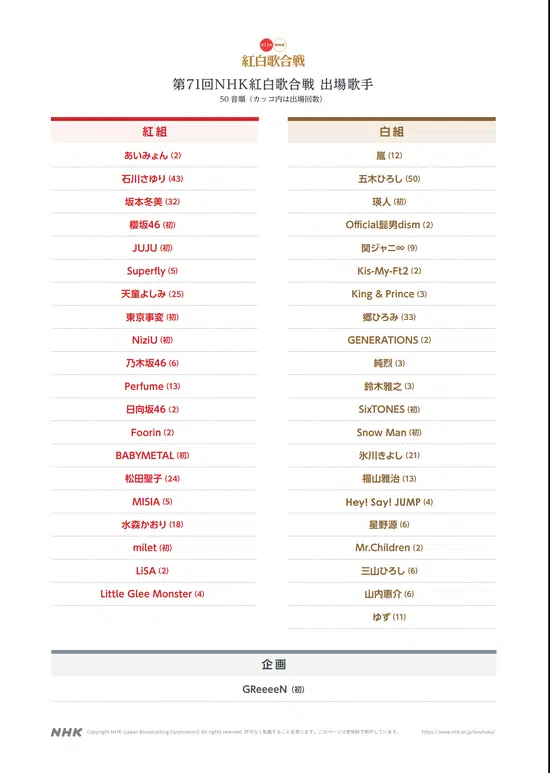 紅白歌合戦
第71回NHK紅白歌合戦 出場歌手
50音順（カッコ内は出場回数）
紅組
あいみょん (2)
石川さゆり (43)
坂本冬美 (32)
櫻坂46 (初)
JUJU (初)
Superfly (5)
天童よしみ (25)
東京事変 (初)
NiziU (初)
乃木坂46 (6)
Perfume (13)
日向坂46 (2)
Foorin (2)
BABYMETAL (初)
松田聖子 (24)
MISIA (5)
水森かおり (18)
milet (初)
LiSA (2)
Little Glee Monster (4)
白組
嵐 (12)
五木ひろし (50)
瑛人 (初)
Official髭男dism (2)
関ジャニ∞ (9)
Kis-My-Ft2 (2)
King & Prince (3)
郷ひろみ (33)
GENERATIONS (2)
純烈 (3)
鈴木雅之 (3)
SixTONES (初)
Snow Man (初)
氷川きよし (21)
福山雅治 (13)
Hey! Say! JUMP (4)
星野源 (6)
Mr.Children (2)
三山ひろし (6)
山内惠介 (6)
ゆず (11)
企画
GReeeeN (初)
NHK Copyright NHK (Japan Broadcasting Corporation) All rights reserved. 許可なく転載することを禁じます。このページは受信料で制作しています。 https://www.nhk.or.jp/kouhaku/